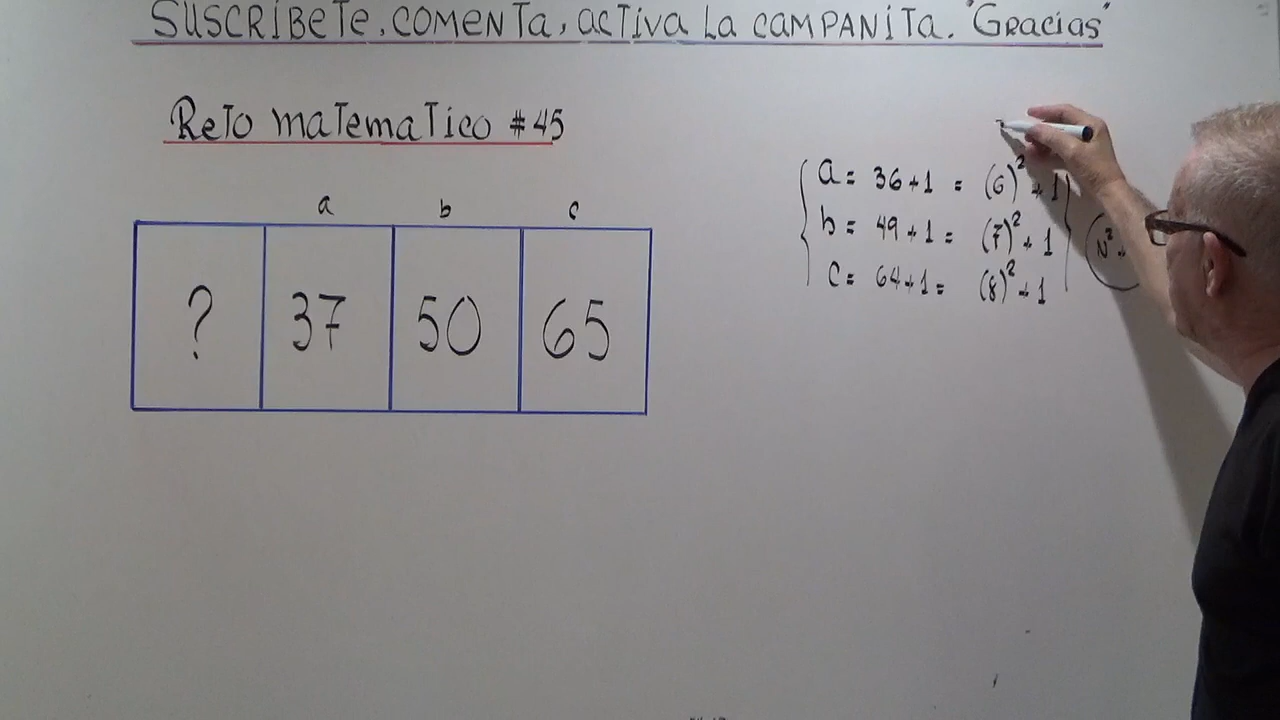 SUSCRIBETE, COMENTA, ACTIVA LA CAMPANITA. "Gracias"
Reto matematico #45
a b c
? 37 50 65
a = 36+1 = (6)² + 1
b = 49+1 = (7)² + 1
c = 64+1 = (8)² + 1
N²